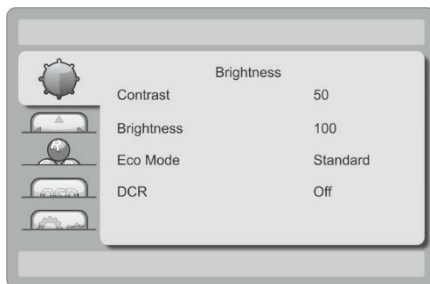 Brightness
Contrast 50
Brightness 100
Eco Mode Standard
DCR Off